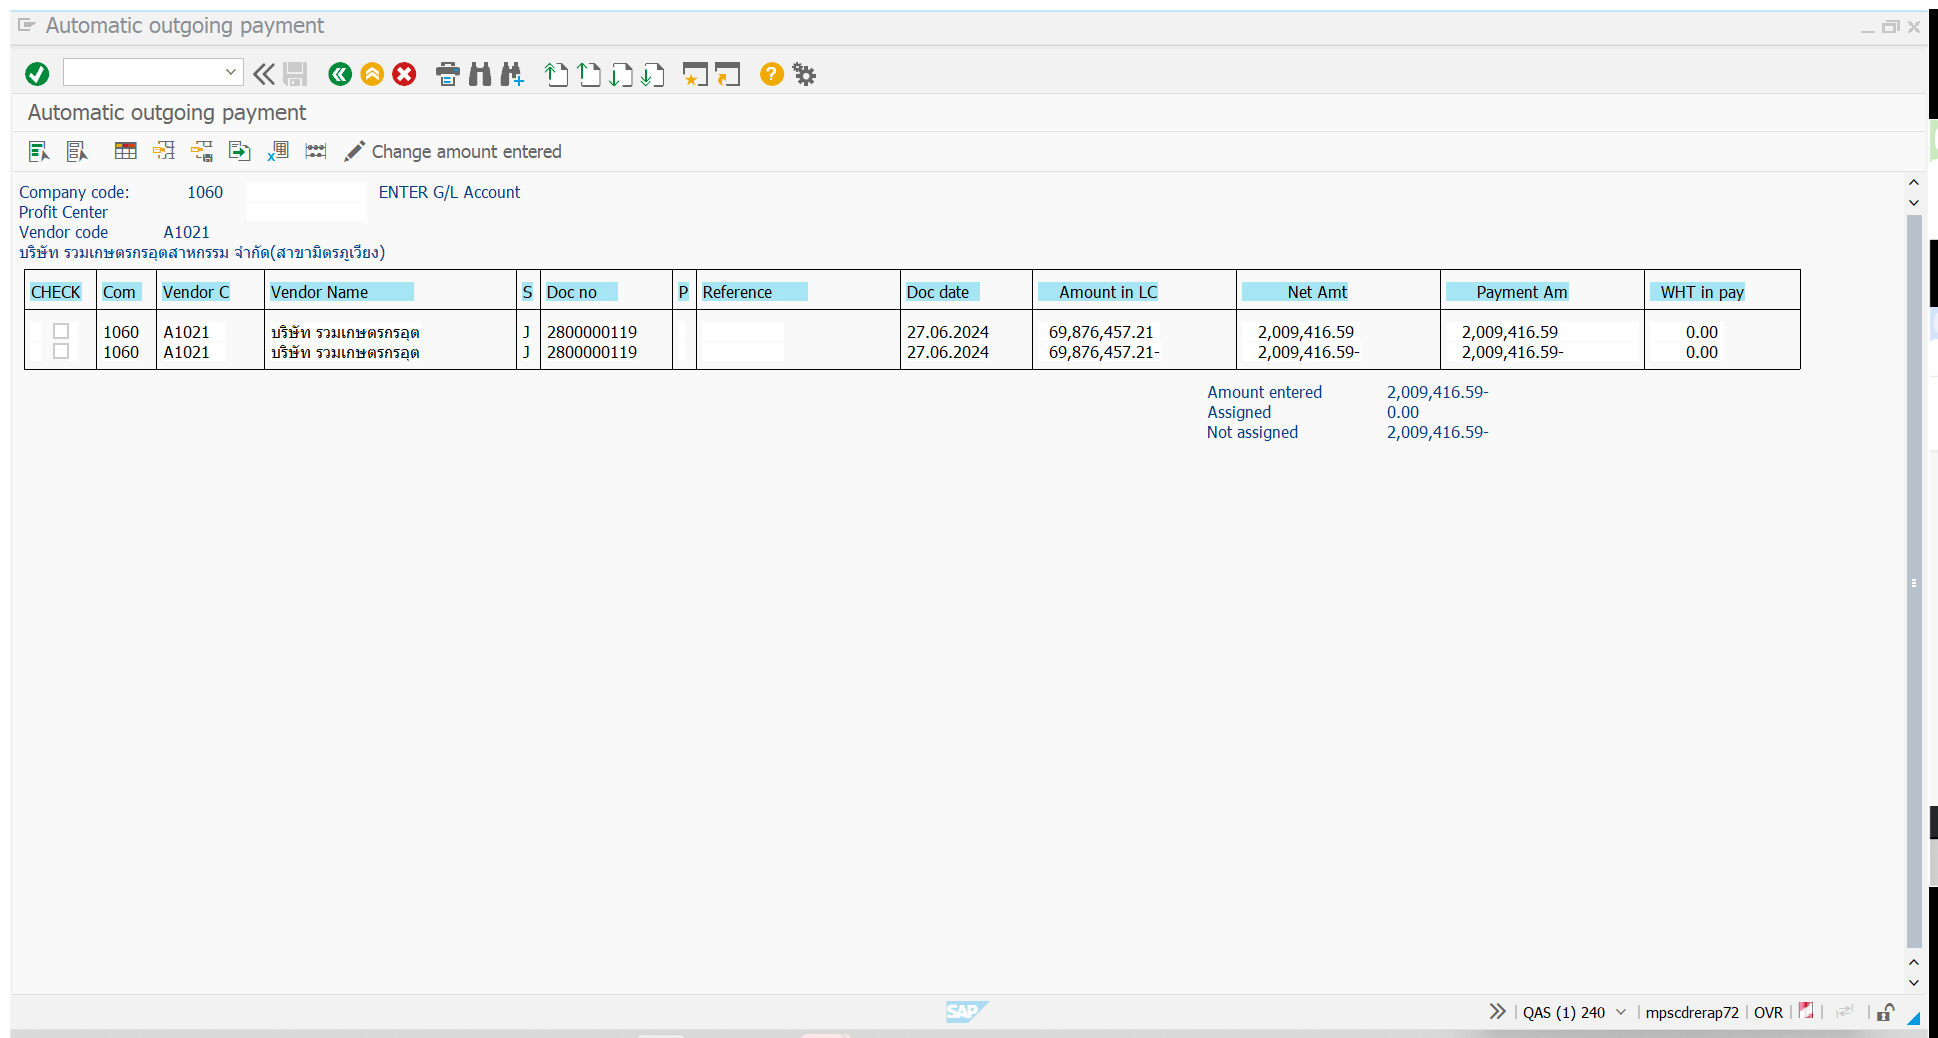 Automatic outgoing payment
Automatic outgoing payment
Change amount entered
Company code: 1060 ENTER G/L Account
Profit Center
Vendor code A1021
บริษัท รวมเกษตรกรอุตสาหกรรม จำกัด(สาขามิตรภูเวียง)
CHECK Com Vendor C Vendor Name S Doc no P Reference Doc date Amount in LC Net Amt Payment Am WHT in pay
1060 A1021 บริษัท รวมเกษตรกรอุต J 2800000119 27.06.2024 69,876,457.21 2,009,416.59 2,009,416.59 0.00
1060 A1021 บริษัท รวมเกษตรกรอุต J 2800000119 27.06.2024 69,876,457.21- 2,009,416.59- 2,009,416.59- 0.00
Amount entered 2,009,416.59-
Assigned 0.00
Not assigned 2,009,416.59-
SAP QAS (1) 240 mpscdrerap72 OVR